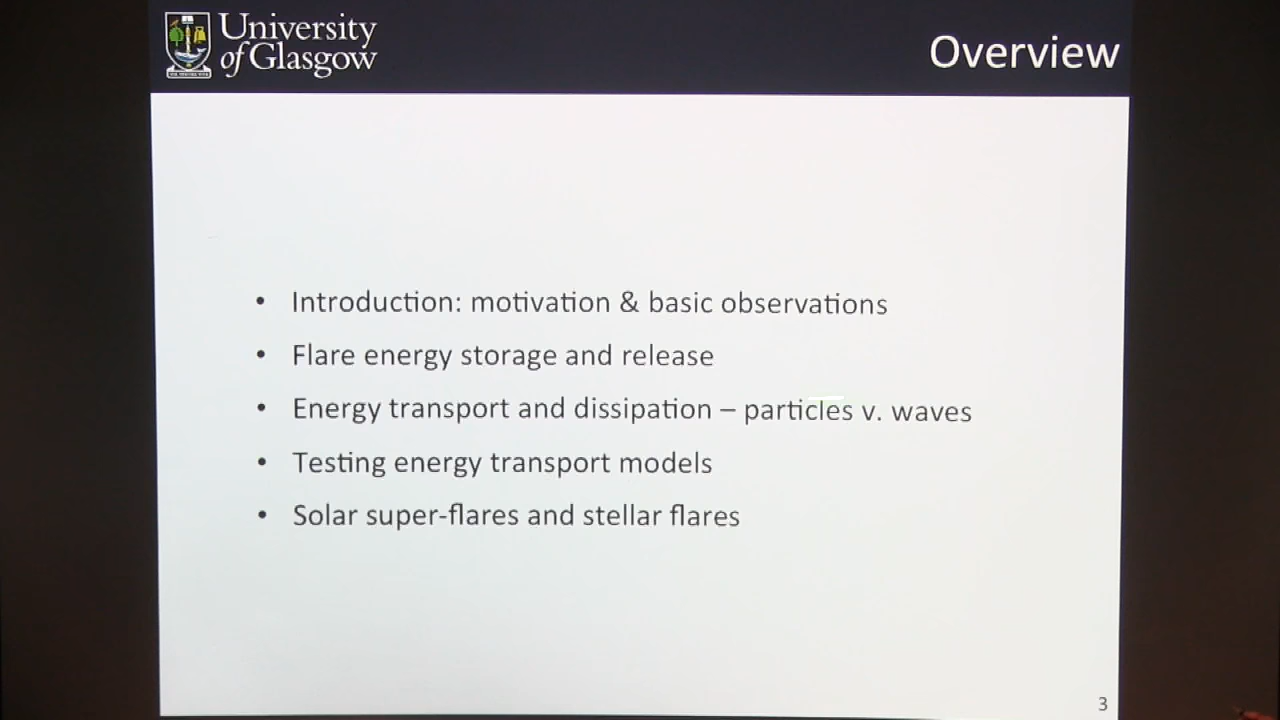 University
of Glasgow
Overview
• Introduction: motivation & basic observations
• Flare energy storage and release
• Energy transport and dissipation – particles v. waves
• Testing energy transport models
• Solar super-flares and stellar flares
3